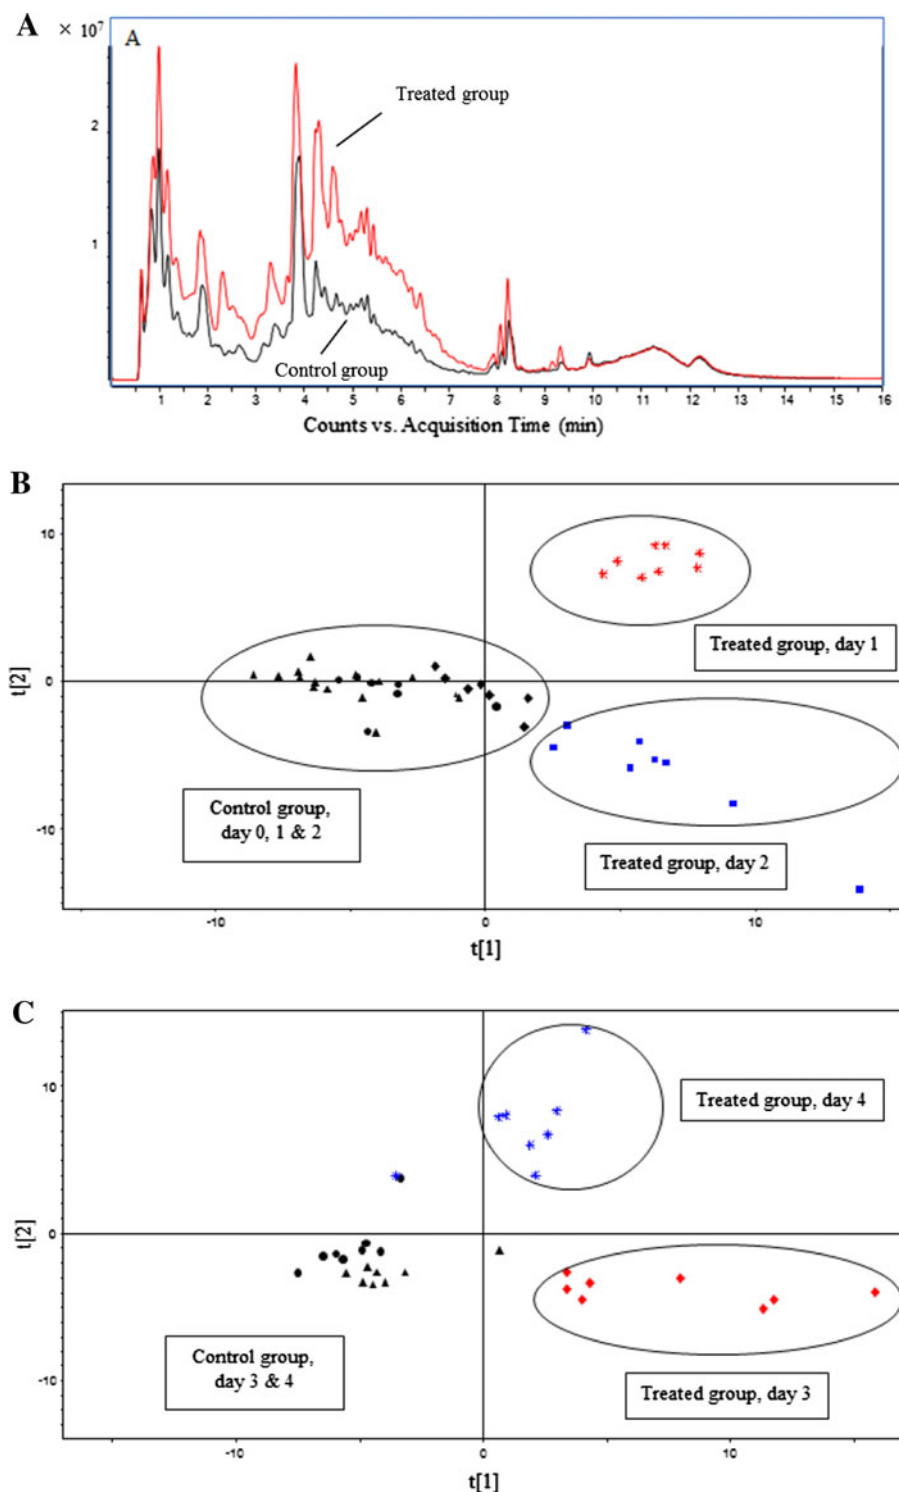 A
× 10⁷
A
Treated group
2
1
Control group
1 2 3 4 5 6 7 8 9 10 11 12 13 14 15 16
Counts vs. Acquisition Time (min)
B
10
Treated group, day 1
t[2]
0
Control group,
day 0, 1 & 2
-10
Treated group, day 2
-10 0 10
t[1]
C
10
Treated group, day 4
t[2]
0
Control group,
day 3 & 4
-10
Treated group, day 3
-10 0 10
t[1]